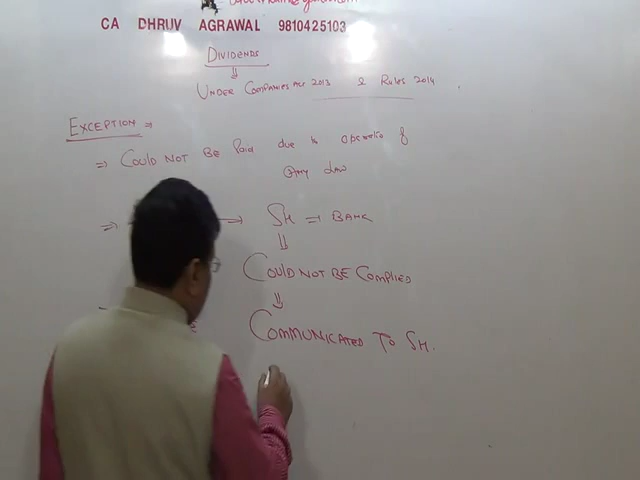 CA DHRUV AGRAWAL 9810425103
DIVIDENDS
⇓
UNDER COMPANIES ACT 2013 & RULES 2014
EXCEPTION ⇒
⇒ COULD NOT BE Paid due to operatio of
Any LAW
⇒ → SH ⇒ BANK
⇓
COULD NOT BE COMPLIED
⇓
COMMUNICATED TO SH.